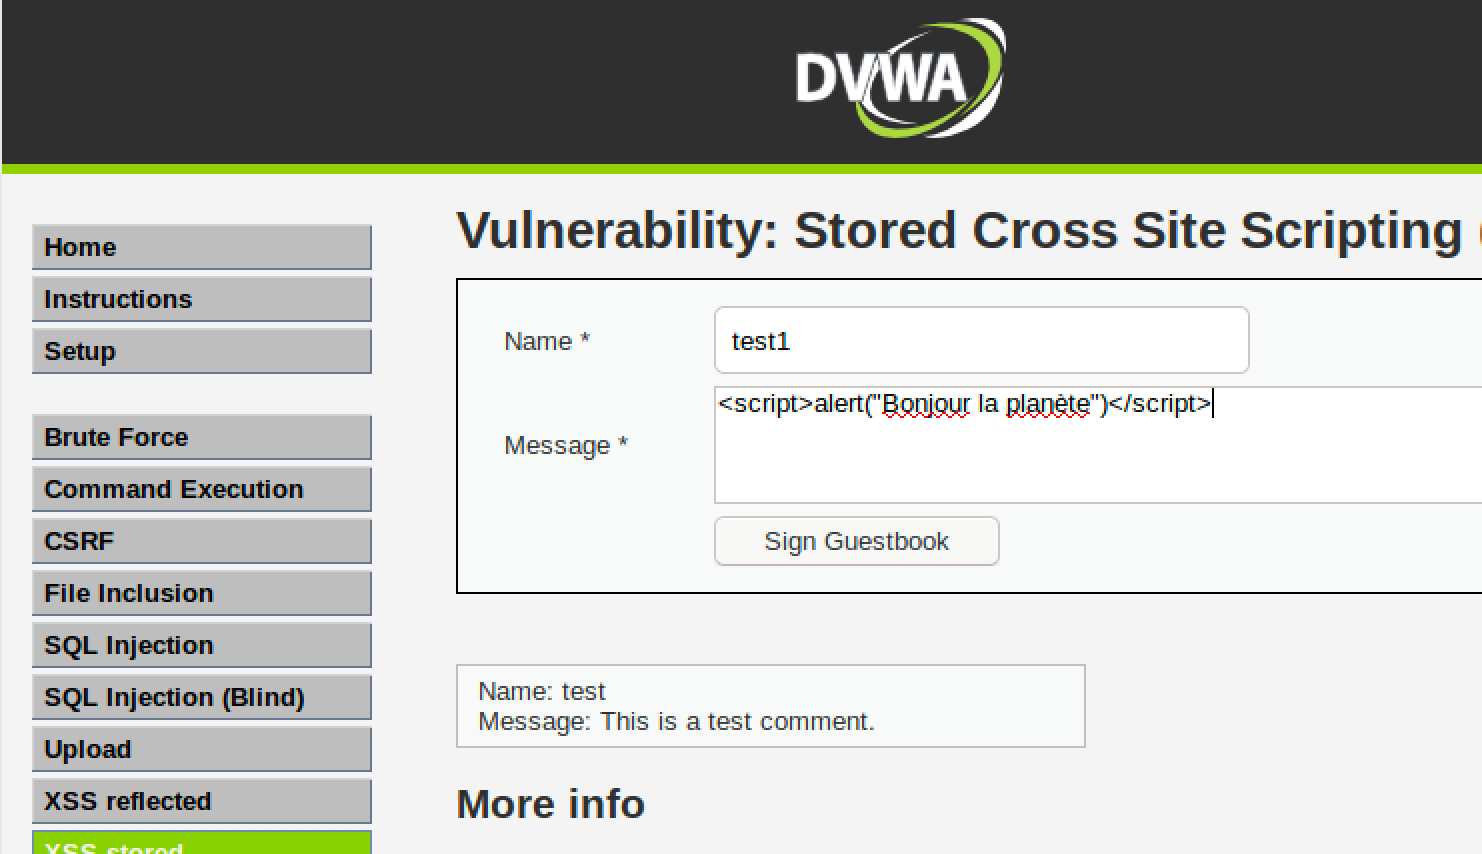 DVWA
Vulnerability: Stored Cross Site Scripting
Home
Instructions
Setup
Brute Force
Command Execution
CSRF
File Inclusion
SQL Injection
SQL Injection (Blind)
Upload
XSS reflected
XSS stored
Name *
test1
Message *
<script>alert("Bonjour la planète")</script>
Sign Guestbook
Name: test
Message: This is a test comment.
More info